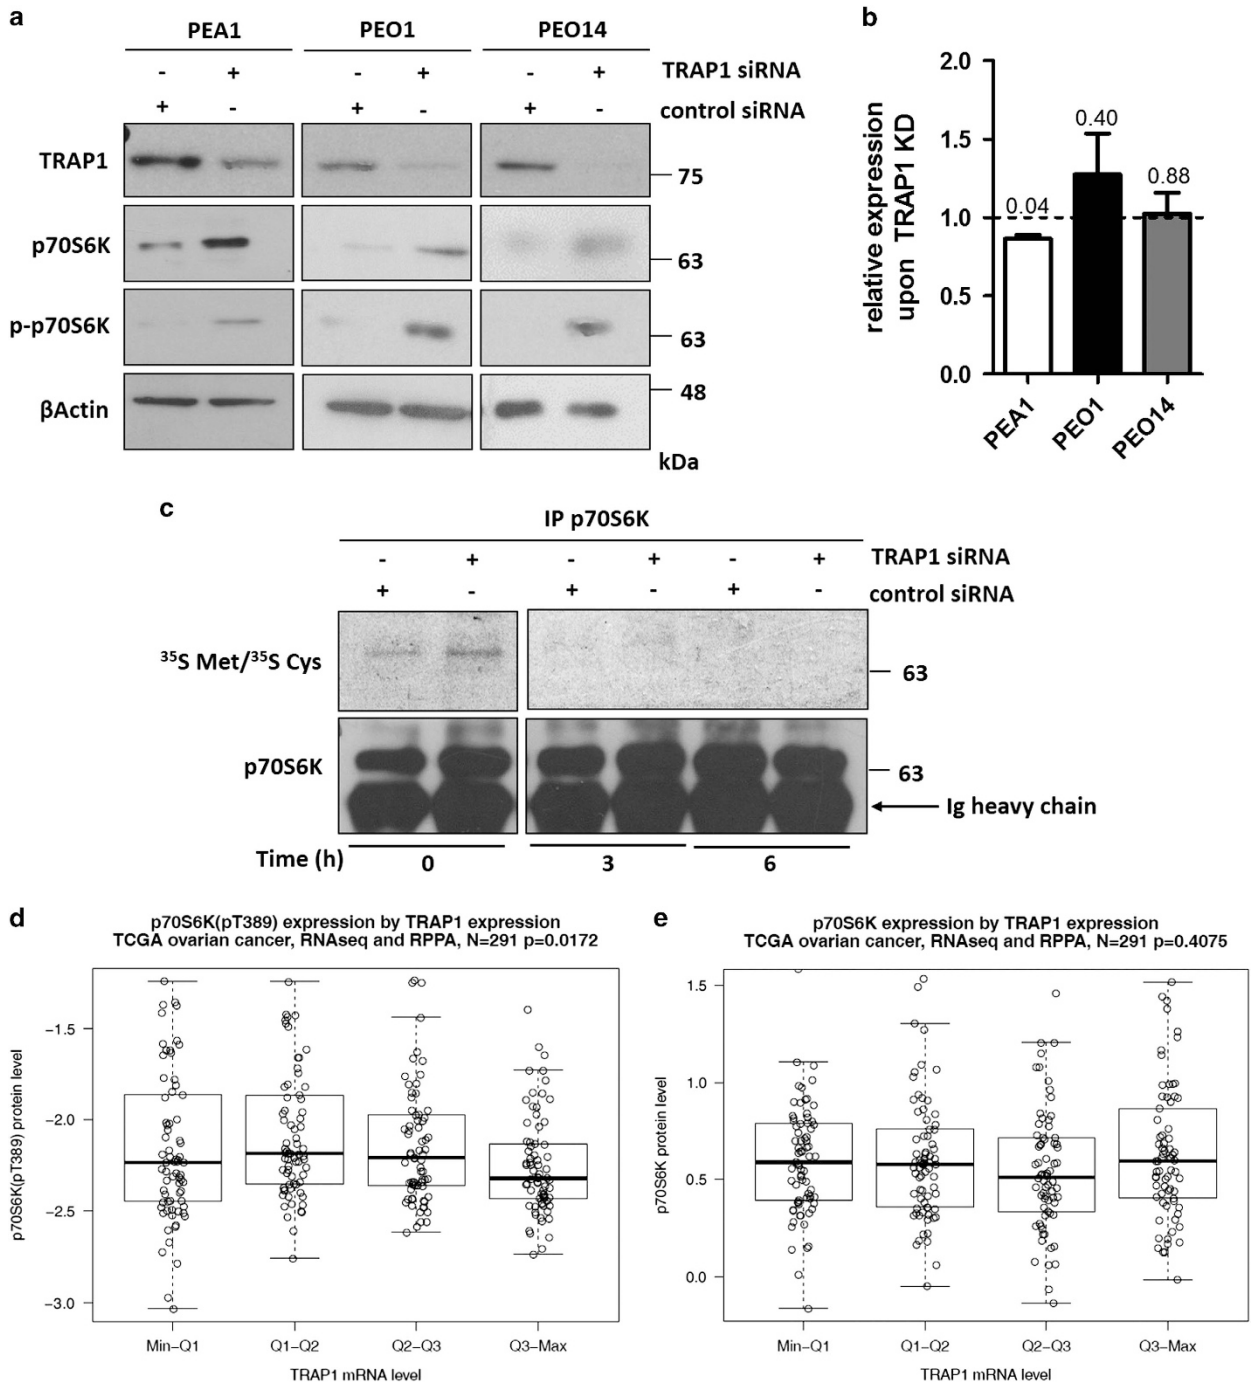 a
PEA1 PEO1 PEO14
- + - + - + TRAP1 siRNA
+ - + - + - control siRNA
TRAP1
75
p70S6K
63
p-p70S6K
63
48
βActin
kDa
b
relative expression
upon TRAP1 KD
2.0
1.5
1.0
0.5
0.0
0.04
0.40
0.88
PEA1
PEO1
PEO14
c
IP p70S6K
- + - + - + TRAP1 siRNA
+ - + - + - control siRNA
³⁵S Met/³⁵S Cys
63
p70S6K
63
Ig heavy chain
Time (h) 0 3 6
d
p70S6K(pT389) expression by TRAP1 expression
TCGA ovarian cancer, RNAseq and RPPA, N=291 p=0.0172
p70S6K(pT389) protein level
−1.5
−2.0
−2.5
−3.0
Min−Q1 Q1−Q2 Q2−Q3 Q3−Max
TRAP1 mRNA level
e
p70S6K expression by TRAP1 expression
TCGA ovarian cancer, RNAseq and RPPA, N=291 p=0.4075
p70S6K protein level
1.5
1.0
0.5
0.0
Min−Q1 Q1−Q2 Q2−Q3 Q3−Max
TRAP1 mRNA level